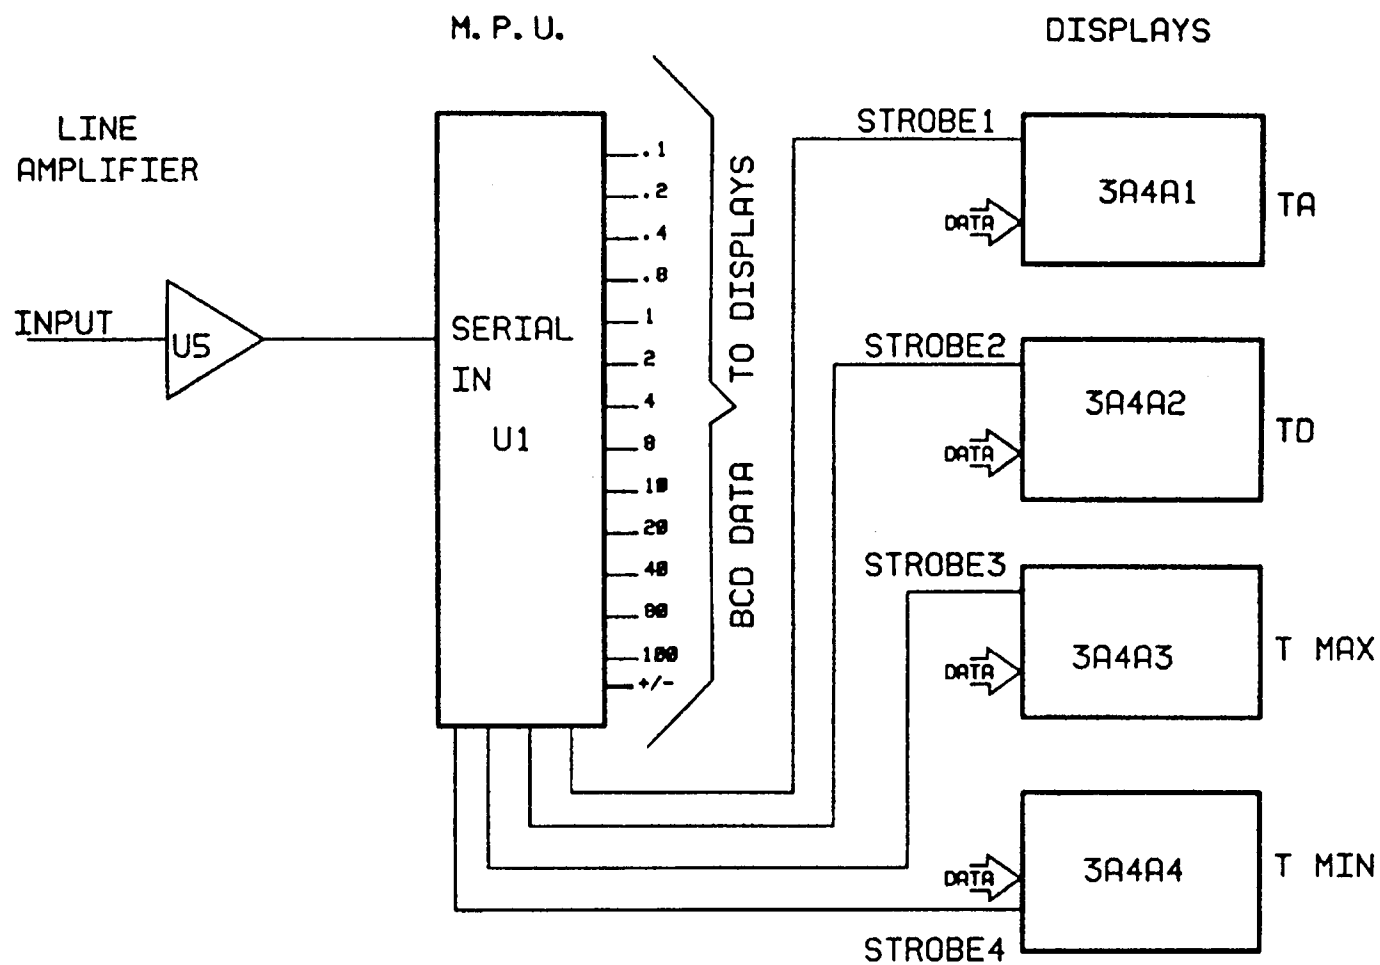 M.P.U.
DISPLAYS
LINE
AMPLIFIER
INPUT
U5
SERIAL
IN
U1
.1
.2
.4
.8
1
2
4
8
10
20
40
80
100
+/-
BCD DATA TO DISPLAYS
STROBE1
DATA
3A4A1
TA
STROBE2
DATA
3A4A2
TD
STROBE3
DATA
3A4A3
T MAX
DATA
3A4A4
T MIN
STROBE4